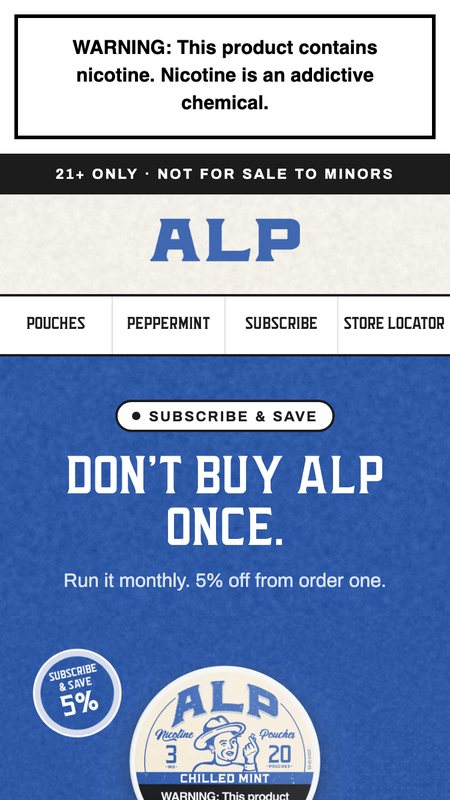 WARNING: This product contains
nicotine. Nicotine is an addictive
chemical.
21+ ONLY · NOT FOR SALE TO MINORS
ALP
POUCHES PEPPERMINT SUBSCRIBE STORE LOCATOR
SUBSCRIBE & SAVE
DON'T BUY ALP
ONCE.
Run it monthly. 5% off from order one.
SUBSCRIBE
& SAVE
5%
ALP
Nicotine Pouches
3 20
MG POUCHES
CHILLED MINT
WARNING: This product